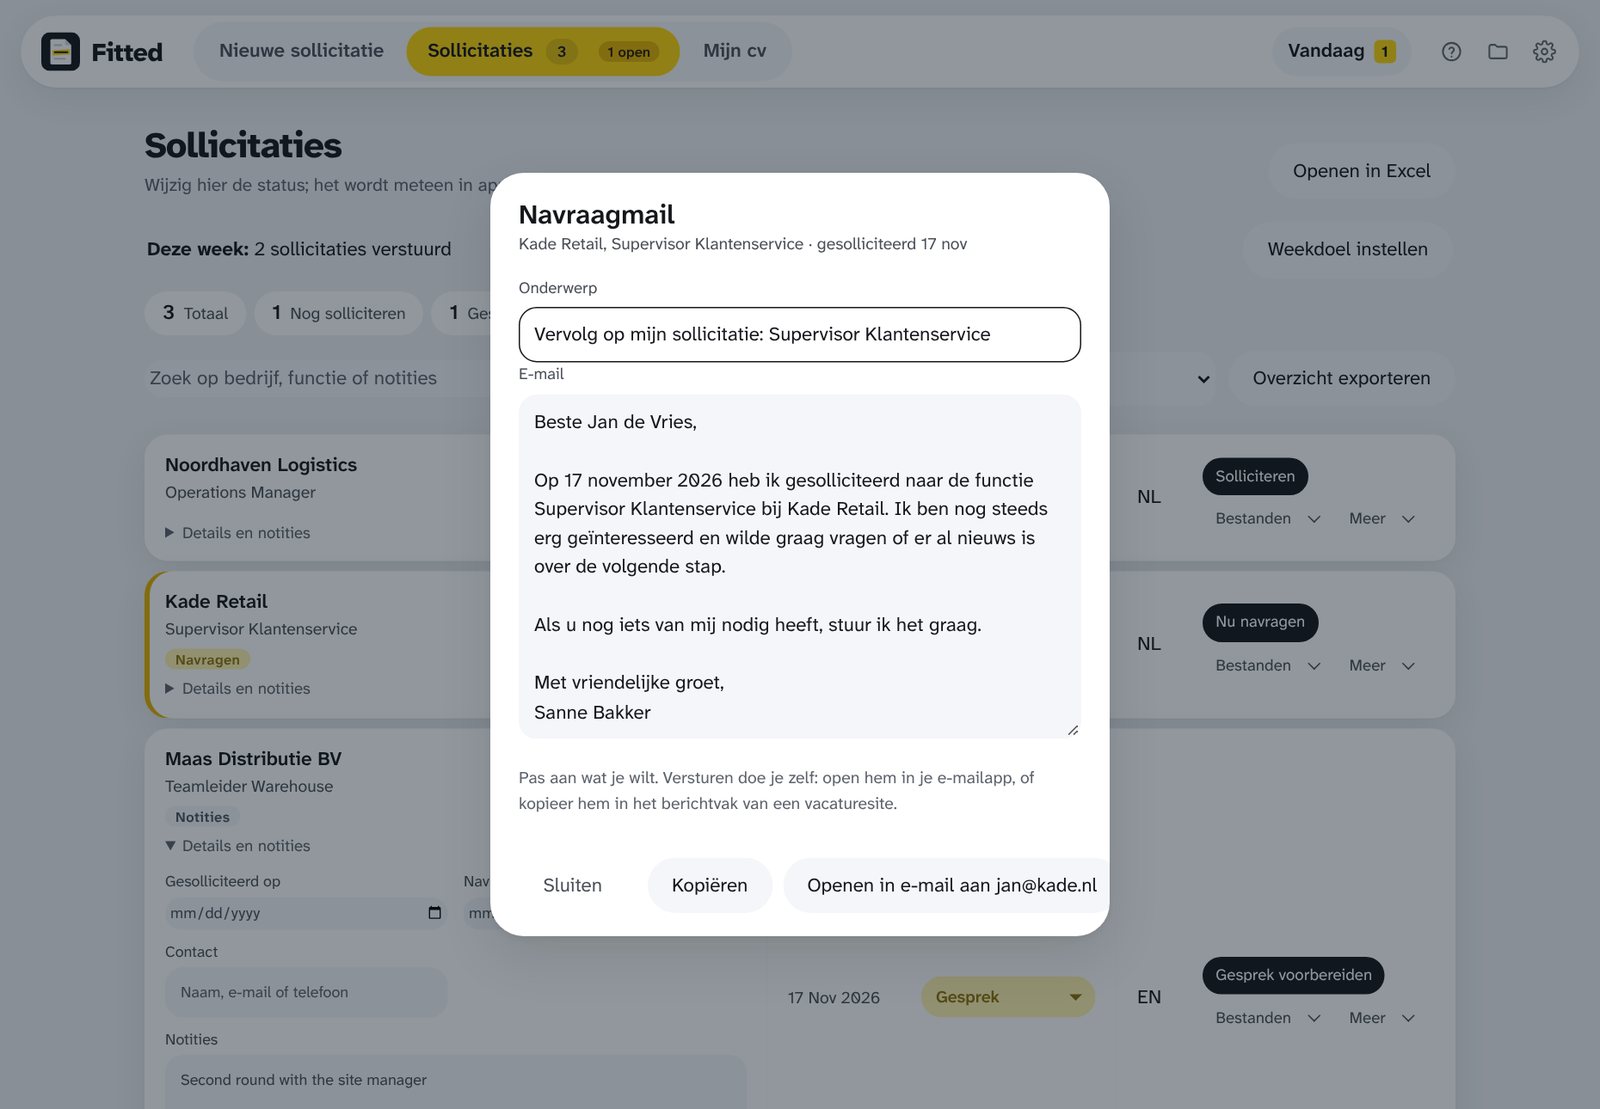 Fitted
Nieuwe sollicitatie
Sollicitaties 3 1 open
Mijn cv
Vandaag 1
Sollicitaties
Wijzig hier de status; het wordt meteen in
Openen in Excel
Deze week: 2 sollicitaties verstuurd
Weekdoel instellen
3 Totaal
1 Nog solliciteren
1
Zoek op bedrijf, functie of notities
Overzicht exporteren
Noordhaven Logistics
Operations Manager
Details en notities
NL
Solliciteren
Bestanden
Meer
Kade Retail
Supervisor Klantenservice
Navragen
Details en notities
NL
Nu navragen
Bestanden
Meer
Maas Distributie BV
Teamleider Warehouse
Notities
Details en notities
Gesolliciteerd op
mm/dd/yyyy
Contact
Naam, e-mail of telefoon
Notities
Second round with the site manager
17 Nov 2026
Gesprek
EN
Gesprek voorbereiden
Bestanden
Meer
Navraagmail
Kade Retail, Supervisor Klantenservice · gesolliciteerd 17 nov
Onderwerp
Vervolg op mijn sollicitatie: Supervisor Klantenservice
E-mail
Beste Jan de Vries,
Op 17 november 2026 heb ik gesolliciteerd naar de functie
Supervisor Klantenservice bij Kade Retail. Ik ben nog steeds
erg geïnteresseerd en wilde graag vragen of er al nieuws is
over de volgende stap.
Als u nog iets van mij nodig heeft, stuur ik het graag.
Met vriendelijke groet,
Sanne Bakker
Pas aan wat je wilt. Versturen doe je zelf: open hem in je e-mailapp, of
kopieer hem in het berichtvak van een vacaturesite.
Sluiten
Kopiëren
Openen in e-mail aan jan@kade.nl